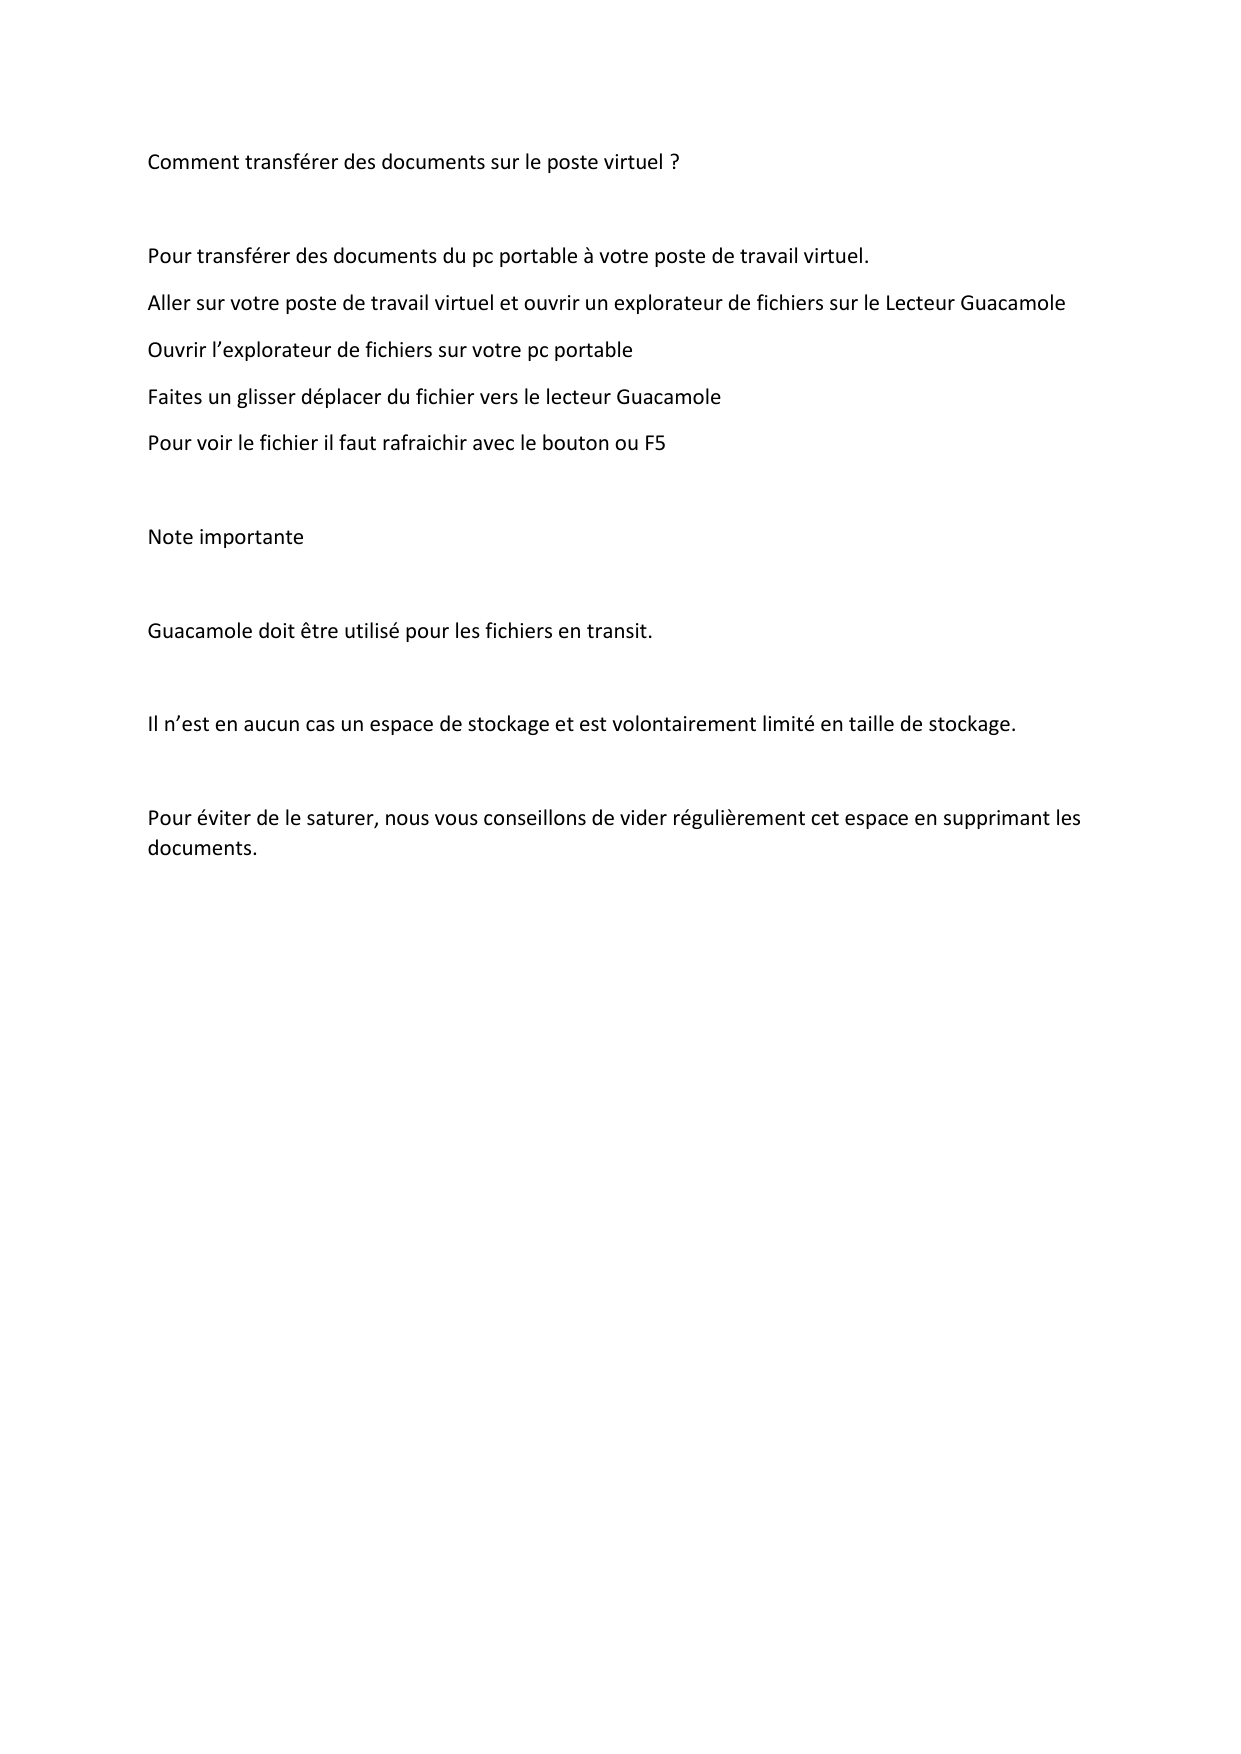 Comment transférer des documents sur le poste virtuel ?
Pour transférer des documents du pc portable à votre poste de travail virtuel.
Aller sur votre poste de travail virtuel et ouvrir un explorateur de fichiers sur le Lecteur Guacamole
Ouvrir l’explorateur de fichiers sur votre pc portable
Faites un glisser déplacer du fichier vers le lecteur Guacamole
Pour voir le fichier il faut rafraichir avec le bouton ou F5
Note importante
Guacamole doit être utilisé pour les fichiers en transit.
Il n’est en aucun cas un espace de stockage et est volontairement limité en taille de stockage.
Pour éviter de le saturer, nous vous conseillons de vider régulièrement cet espace en supprimant les
documents.